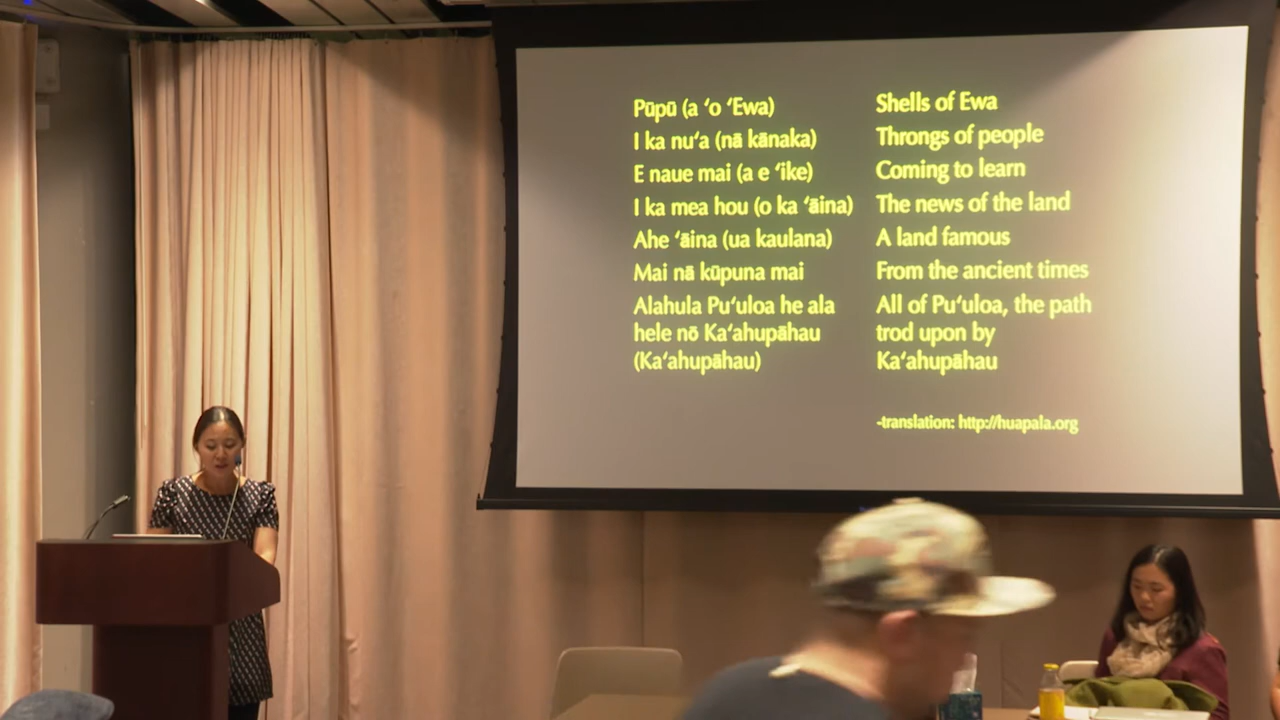 Pūpū (a ʻo ʻEwa)
I ka nuʻa (nā kānaka)
E naue mai (a e ʻike)
I ka mea hou (o ka ʻāina)
Ahe ʻāina (ua kaulana)
Mai nā kūpuna mai
Alahula Puʻuloa he ala
hele nō Kaʻahupāhau
(Kaʻahupāhau)
Shells of Ewa
Throngs of people
Coming to learn
The news of the land
A land famous
From the ancient times
All of Puʻuloa, the path
trod upon by
Kaʻahupāhau
-translation: http://huapala.org